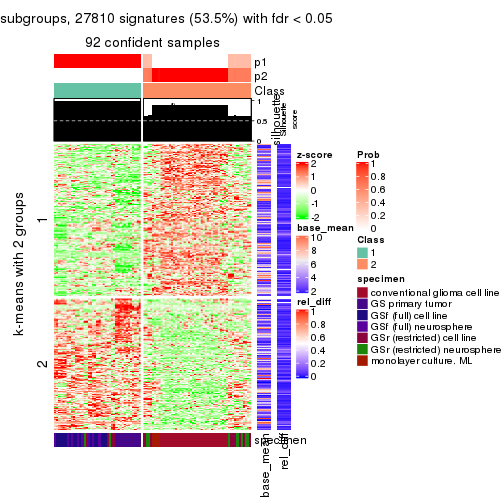 subgroups, 27810 signatures (53.5%) with fdr < 0.05
92 confident samples
p1
p2
Class
silhouette
1
0.5
0
Silhouette
score
k-means with 2 groups
1
2
z-score
2
1
0
-1
-2
base_mean
10
8
6
4
2
rel_diff
1
0.8
0.6
0.4
0.2
0
Prob
1
0.8
0.6
0.4
0.2
0
Class
1
2
specimen
conventional glioma cell line
GS primary tumor
GSf (full) cell line
GSf (full) neurosphere
GSr (restricted) cell line
GSr (restricted) neurosphere
monolayer culture. ML
specimen
base_mean
rel_diff